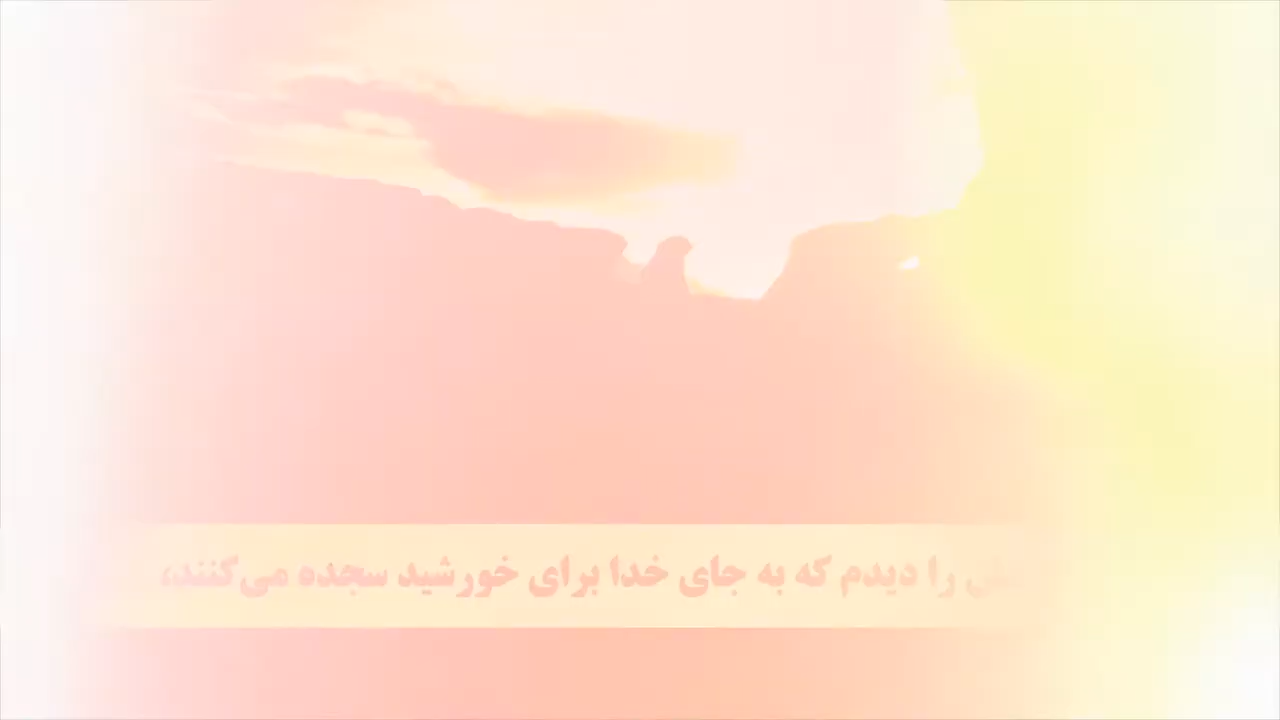 را دیدم که به جای خدا برای خورشید سجده می‌کنند،